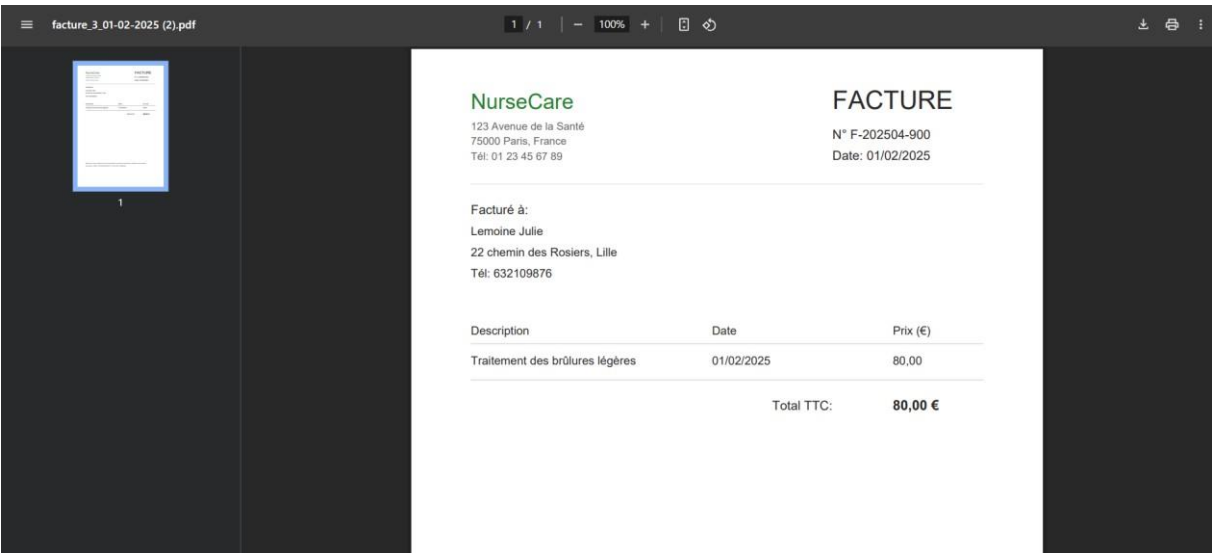 facture_3_01-02-2025 (2).pdf
1 / 1
100%
1
NurseCare
123 Avenue de la Santé
75000 Paris, France
Tél: 01 23 45 67 89
FACTURE
N° F-202504-900
Date: 01/02/2025
Facturé à:
Lemoine Julie
22 chemin des Rosiers, Lille
Tél: 632109876
Description Date Prix (€)
Traitement des brûlures légères 01/02/2025 80,00
Total TTC: 80,00 €